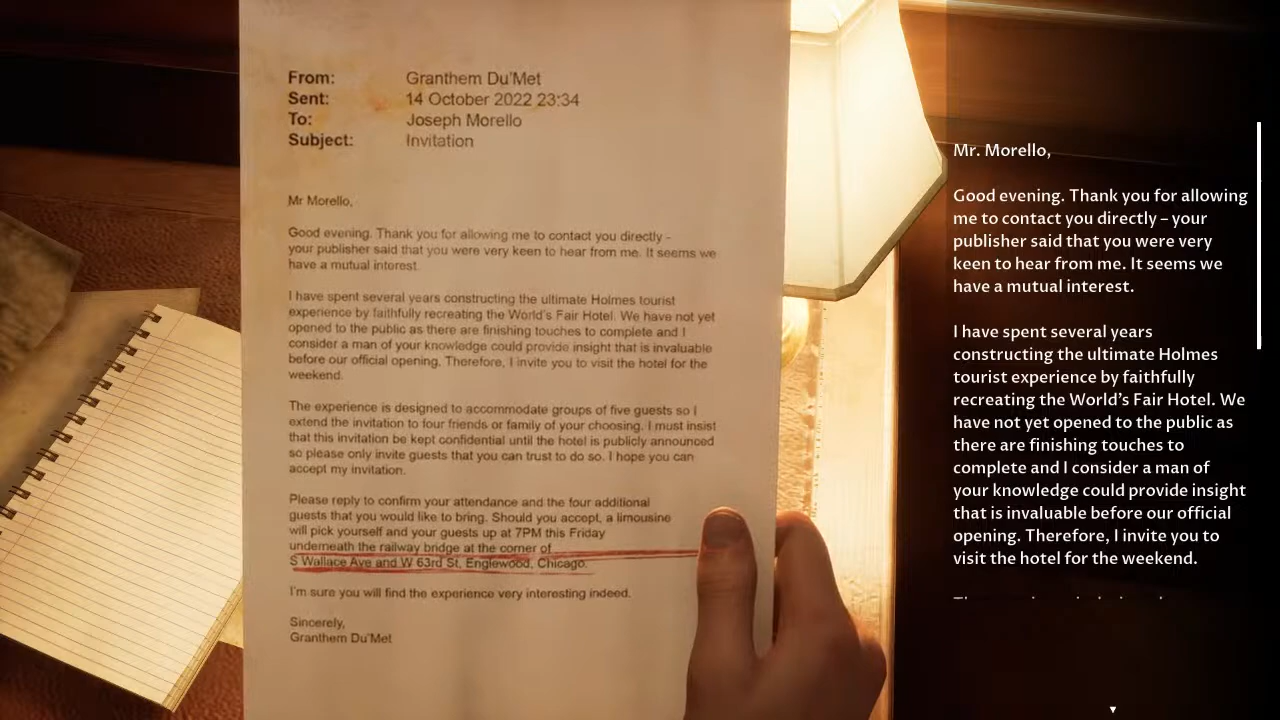 From: Granthem Du'Met
Sent: 14 October 2022 23:34
To: Joseph Morello
Subject: Invitation
Mr Morello,
Good evening. Thank you for allowing me to contact you directly -
your publisher said that you were very keen to hear from me. It seems we
have a mutual interest.
I have spent several years constructing the ultimate Holmes tourist
experience by faithfully recreating the World's Fair Hotel. We have not yet
opened to the public as there are finishing touches to complete and I
consider a man of your knowledge could provide insight that is invaluable
before our official opening. Therefore, I invite you to visit the hotel for the
weekend.
The experience is designed to accommodate groups of five guests so I
extend the invitation to four friends or family of your choosing. I must insist
that this invitation be kept confidential until the hotel is publicly announced
so please only invite guests that you can trust to do so. I hope you can
accept my invitation.
Please reply to confirm your attendance and the four additional
guests that you would like to bring. Should you accept, a limousine
will pick yourself and your guests up at 7PM this Friday
underneath the railway bridge at the corner of
S Wallace Ave and W 63rd St, Englewood, Chicago.
I'm sure you will find the experience very interesting indeed.
Sincerely,
Granthem Du'Met
Mr. Morello,
Good evening. Thank you for allowing
me to contact you directly – your
publisher said that you were very
keen to hear from me. It seems we
have a mutual interest.
I have spent several years
constructing the ultimate Holmes
tourist experience by faithfully
recreating the World's Fair Hotel. We
have not yet opened to the public as
there are finishing touches to
complete and I consider a man of
your knowledge could provide insight
that is invaluable before our official
opening. Therefore, I invite you to
visit the hotel for the weekend.